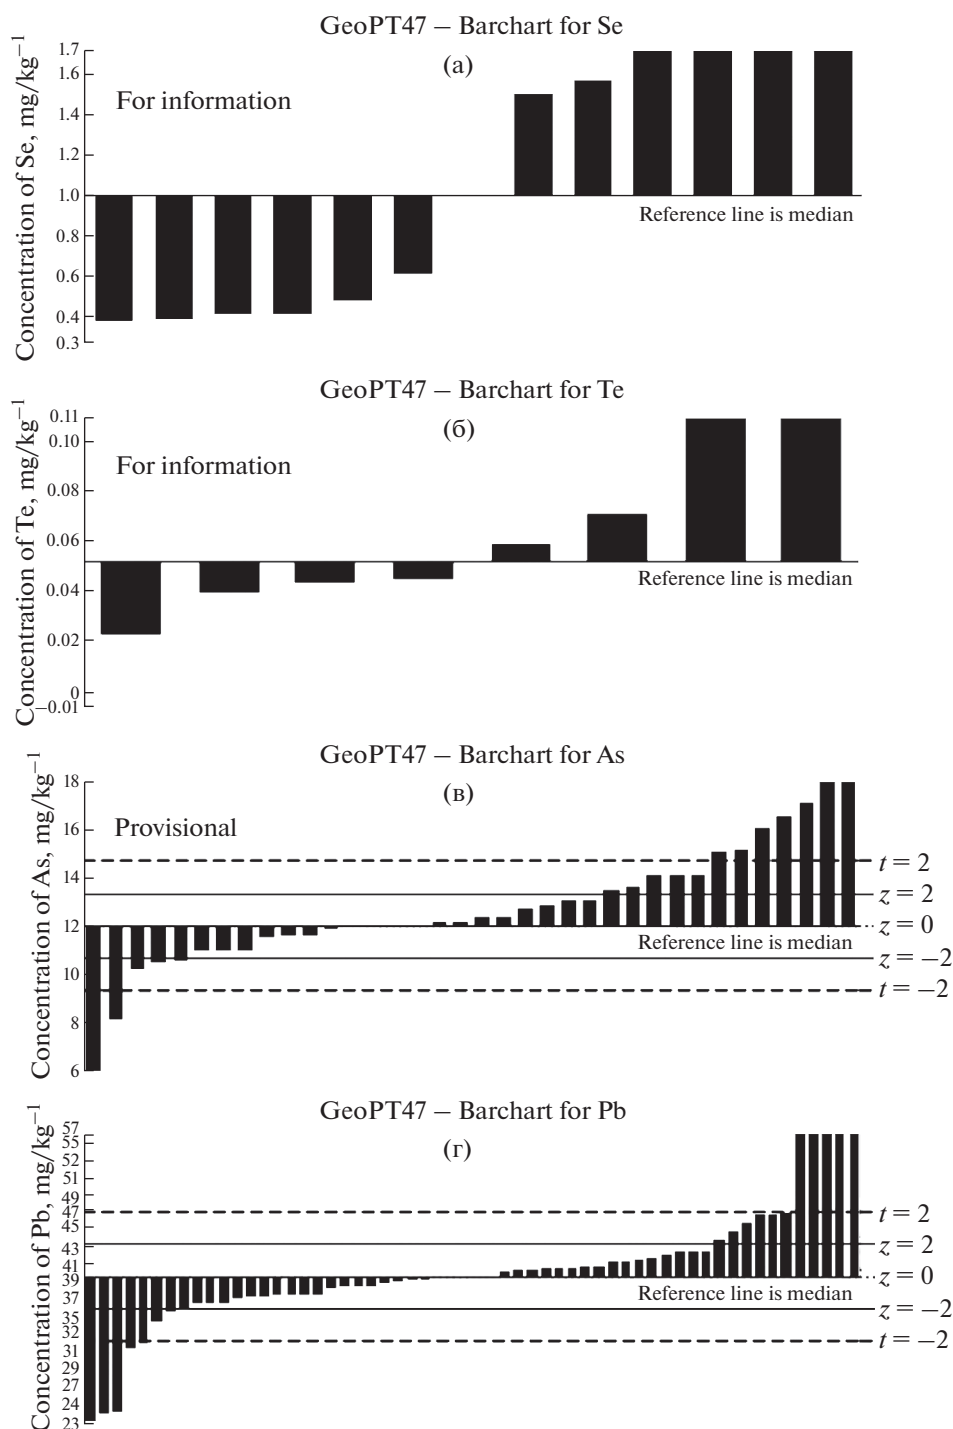 GeoPT47 – Barchart for Se
(а)
Concentration of Se, mg/kg⁻¹
1.7
1.6
1.4
1.2
1.0
0.8
0.6
0.4
0.3
For information
Reference line is median
GeoPT47 – Barchart for Te
(б)
Concentration of Te, mg/kg⁻¹
0.11
0.10
0.08
0.06
0.04
0.02
0
−0.01
For information
Reference line is median
GeoPT47 – Barchart for As
(в)
Concentration of As, mg/kg⁻¹
18
16
14
12
10
8
6
Provisional
t = 2
z = 2
z = 0
Reference line is median
z = −2
t = −2
GeoPT47 – Barchart for Pb
(г)
Concentration of Pb, mg/kg⁻¹
57
55
52
51
49
47
45
43
41
39
37
35
32
31
29
27
24
23
t = 2
z = 2
z = 0
Reference line is median
z = −2
t = −2